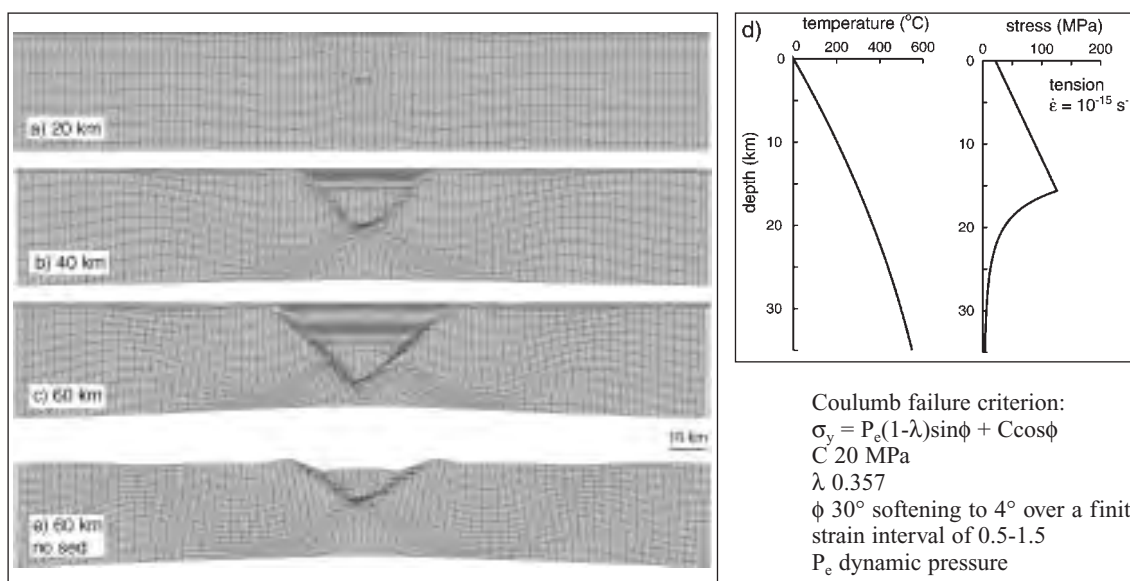 a) 20 km
b) 40 km
c) 60 km
10 km
e) 60 km
no sed
d)
temperature (°C)
0 200 400 600
0
10
20
30
depth (km)
stress (MPa)
0 100 200
0
10
20
30
tension
ε̇ = 10⁻¹⁵ s⁻
Coulumb failure criterion:
σy = Pe(1-λ)sinϕ + Ccosϕ
C 20 MPa
λ 0.357
ϕ 30° softening to 4° over a finit
strain interval of 0.5-1.5
Pe dynamic pressure